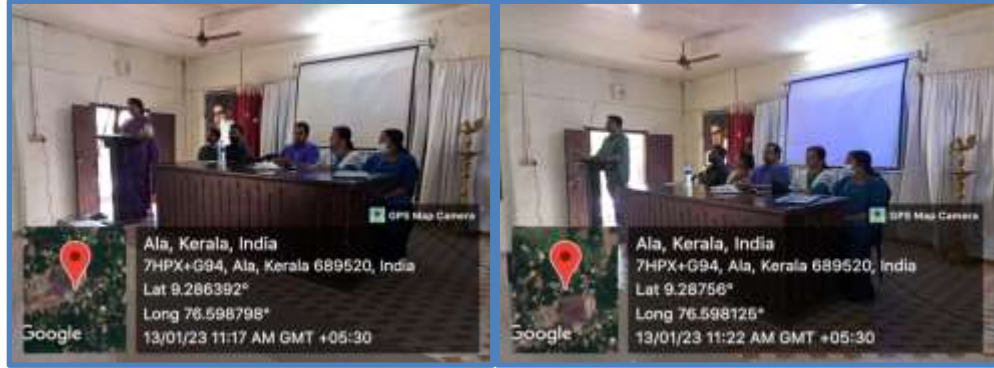 GPS Map Camera
Ala, Kerala, India
7HPX+G94, Ala, Kerala 689520, India
Lat 9.286392°
Long 76.598798°
13/01/23 11:17 AM GMT +05:30
Google
GPS Map Camera
Ala, Kerala, India
7HPX+G94, Ala, Kerala 689520, India
Lat 9.28756°
Long 76.598125°
13/01/23 11:22 AM GMT +05:30
Google